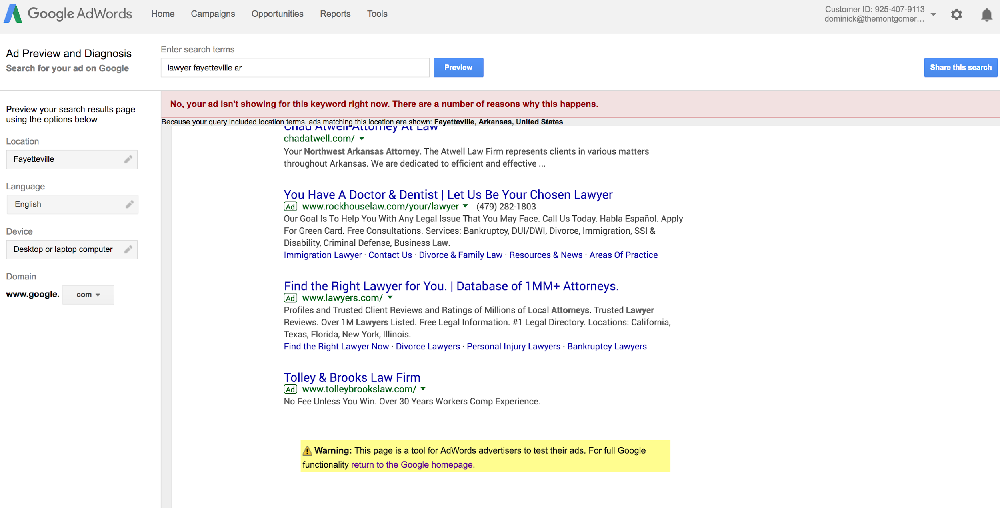 Google AdWords Home Campaigns Opportunities Reports Tools
Customer ID: 925-407-9113
dominick@themontgomer...
Ad Preview and Diagnosis
Search for your ad on Google
Enter search terms
lawyer fayetteville ar
Preview
Share this search
Preview your search results page
using the options below
Location
Fayetteville
Language
English
Device
Desktop or laptop computer
Domain
www.google. com
No, your ad isn't showing for this keyword right now. There are a number of reasons why this happens.
Because your query included location terms, ads matching this location are shown: Fayetteville, Arkansas, United States
Chad Atwell-Attorney At Law
chadatwell.com/
Your Northwest Arkansas Attorney. The Atwell Law Firm represents clients in various matters
throughout Arkansas. We are dedicated to efficient and effective ...
You Have A Doctor & Dentist | Let Us Be Your Chosen Lawyer
Ad www.rockhouselaw.com/your/lawyer (479) 282-1803
Our Goal Is To Help You With Any Legal Issue That You May Face. Call Us Today. Habla Español. Apply
For Green Card. Free Consultations. Services: Bankruptcy, DUI/DWI, Divorce, Immigration, SSI &
Disability, Criminal Defense, Business Law.
Immigration Lawyer · Contact Us · Divorce & Family Law · Resources & News · Areas Of Practice
Find the Right Lawyer for You. | Database of 1MM+ Attorneys.
Ad www.lawyers.com/
Profiles and Trusted Client Reviews and Ratings of Millions of Local Attorneys. Trusted Lawyer
Reviews. Over 1M Lawyers Listed. Free Legal Information. #1 Legal Directory. Locations: California,
Texas, Florida, New York, Illinois.
Find the Right Lawyer Now · Divorce Lawyers · Personal Injury Lawyers · Bankruptcy Lawyers
Tolley & Brooks Law Firm
Ad www.tolleybrookslaw.com/
No Fee Unless You Win. Over 30 Years Workers Comp Experience.
Warning: This page is a tool for AdWords advertisers to test their ads. For full Google
functionality return to the Google homepage.